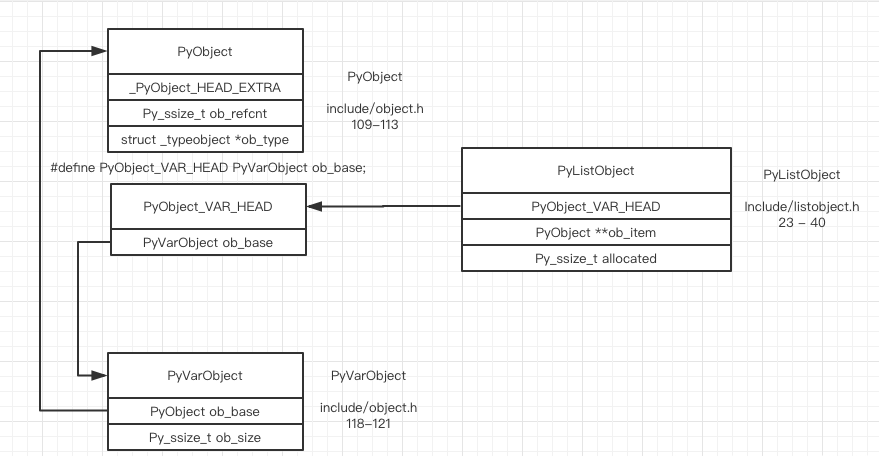 PyObject
_PyObject_HEAD_EXTRA
Py_ssize_t ob_refcnt
struct _typeobject *ob_type
PyObject
include/object.h
109-113
#define PyObject_VAR_HEAD PyVarObject ob_base;
PyObject_VAR_HEAD
PyVarObject ob_base
PyListObject
PyObject_VAR_HEAD
PyObject **ob_item
Py_ssize_t allocated
PyListObject
Include/listobject.h
23 - 40
PyVarObject
PyObject ob_base
Py_ssize_t ob_size
PyVarObject
include/object.h
118-121